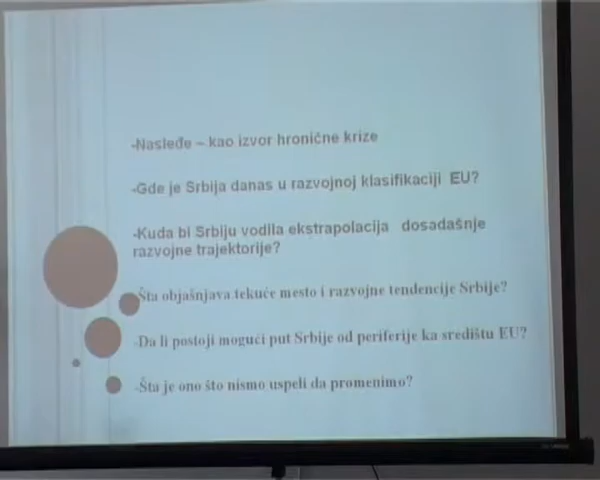 -Nasleđe – kao izvor hronične krize
-Gde je Srbija danas u razvojnoj klasifikaciji EU?
-Kuda bi Srbiju vodila ekstrapolacija dosadašnje
razvojne trajektorije?
-Šta objašnjava tekuće mesto i razvojne tendencije Srbije?
-Da li postoji mogući put Srbije od periferije ka središtu EU?
-Šta je ono što nismo uspeli da promenimo?